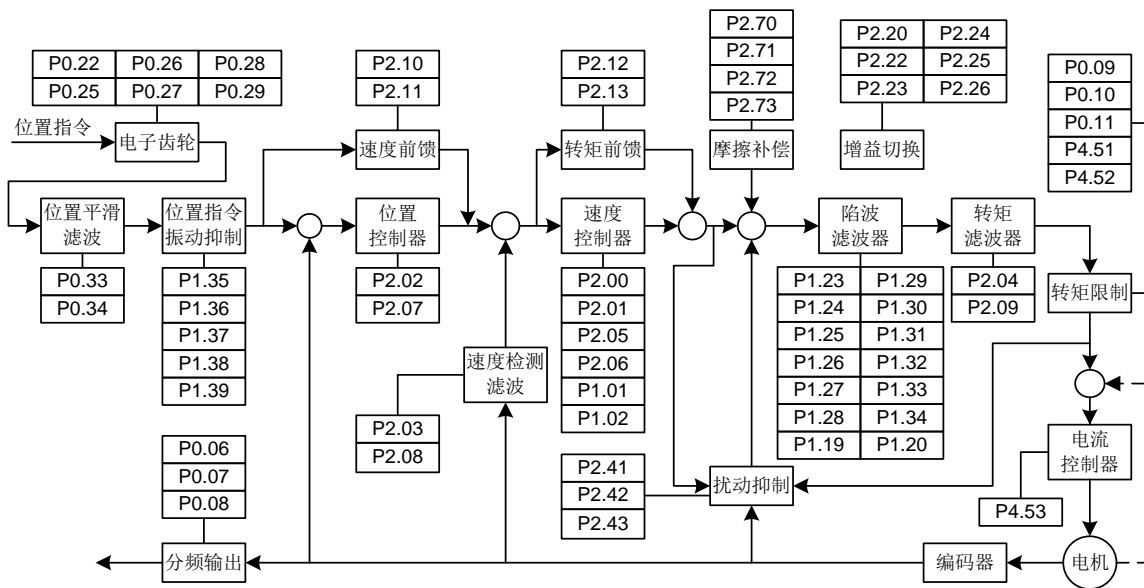 P0.22 P0.26 P0.28
P0.25 P0.27 P0.29
位置指令
电子齿轮
P2.10
P2.11
速度前馈
P2.12
P2.13
转矩前馈
P2.70
P2.71
P2.72
P2.73
摩擦补偿
P2.20 P2.24
P2.22 P2.25
P2.23 P2.26
增益切换
P0.09
P0.10
P0.11
P4.51
P4.52
位置平滑
滤波
P0.33
P0.34
位置指令
振动抑制
P1.35
P1.36
P1.37
P1.38
P1.39
位置
控制器
P2.02
P2.07
速度
控制器
P2.00
P2.01
P2.05
P2.06
P1.01
P1.02
陷波
滤波器
P1.23 P1.29
P1.24 P1.30
P1.25 P1.31
P1.26 P1.32
P1.27 P1.33
P1.28 P1.34
P1.19 P1.20
转矩
滤波器
P2.04
P2.09
转矩限制
速度检测
滤波
P2.03
P2.08
P0.06
P0.07
P0.08
分频输出
P2.41
P2.42
P2.43
扰动抑制
电流
控制器
P4.53
编码器
电机